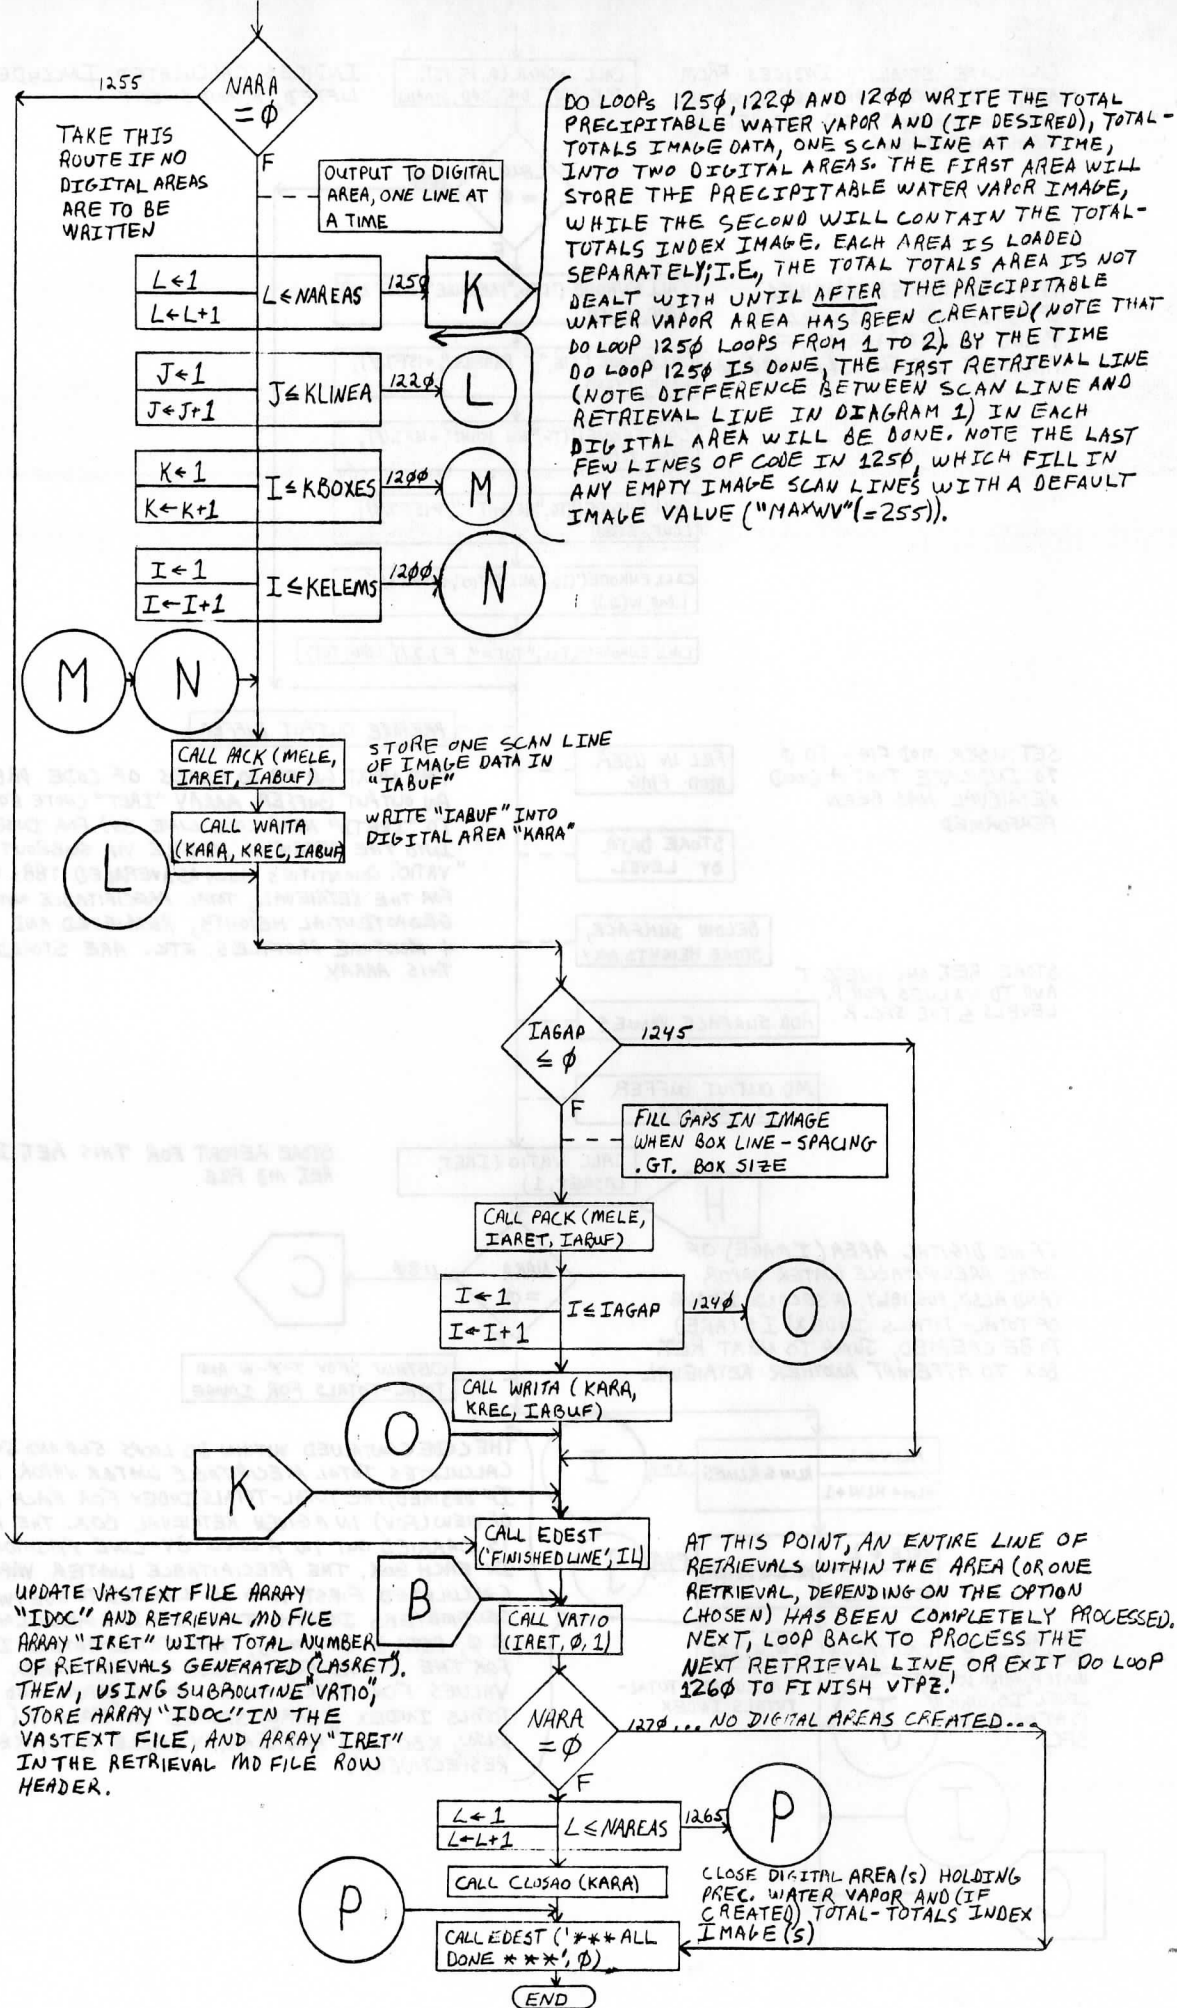 1255
NARA
=Ø
F
TAKE THIS
ROUTE IF NO
DIGITAL AREAS
ARE TO BE
WRITTEN
OUTPUT TO DIGITAL
AREA, ONE LINE AT
A TIME
DO LOOPS 125Ø, 122Ø AND 12ØØ WRITE THE TOTAL
PRECIPITABLE WATER VAPOR AND (IF DESIRED), TOTAL-
TOTALS IMAGE DATA, ONE SCAN LINE AT A TIME,
INTO TWO DIGITAL AREAS. THE FIRST AREA WILL
STORE THE PRECIPITABLE WATER VAPOR IMAGE,
WHILE THE SECOND WILL CONTAIN THE TOTAL-
TOTALS INDEX IMAGE. EACH AREA IS LOADED
SEPARATELY; I.E., THE TOTAL TOTALS AREA IS NOT
DEALT WITH UNTIL AFTER THE PRECIPITABLE
WATER VAPOR AREA HAS BEEN CREATED (NOTE THAT
DO LOOP 125Ø LOOPS FROM 1 TO 2). BY THE TIME
DO LOOP 125Ø IS DONE, THE FIRST RETRIEVAL LINE
(NOTE DIFFERENCE BETWEEN SCAN LINE AND
RETRIEVAL LINE IN DIAGRAM 1) IN EACH
DIGITAL AREA WILL BE DONE. NOTE THE LAST
FEW LINES OF CODE IN 125Ø, WHICH FILL IN
ANY EMPTY IMAGE SCAN LINES WITH A DEFAULT
IMAGE VALUE ("MAXWV"(=255)).
L←1
L←L+1
L≤NAREAS
125Ø
K
J←1
J←J+1
J≤KLINEA
122Ø
L
K←1
K←K+1
I≤KBOXES
12ØØ
M
I←1
I←I+1
I≤KELEMS
12ØØ
N
M
N
CALL PACK (MELE,
IARET, IABUF)
STORE ONE SCAN LINE
OF IMAGE DATA IN
"IABUF"
CALL WRITA
(KARA, KREC, IABUF)
WRITE "IABUF" INTO
DIGITAL AREA "KARA"
L
IAGAP
≤Ø
1245
F
FILL GAPS IN IMAGE
WHEN BOX LINE-SPACING
.GT. BOX SIZE
CALL PACK (MELE,
IARET, IABUF)
I←1
I←I+1
I≤IAGAP
124Ø
O
CALL WRITA (KARA,
KREC, IABUF)
O
K
CALL EDEST
('FINISHED LINE', IL)
B
AT THIS POINT, AN ENTIRE LINE OF
RETRIEVALS WITHIN THE AREA (OR ONE
RETRIEVAL, DEPENDING ON THE OPTION
CHOSEN) HAS BEEN COMPLETELY PROCESSED.
NEXT, LOOP BACK TO PROCESS THE
NEXT RETRIEVAL LINE OR EXIT DO LOOP
126Ø TO FINISH VTPZ.
UPDATE VASTEXT FILE ARRAY
"IDOC" AND RETRIEVAL MD FILE
ARRAY "IRET" WITH TOTAL NUMBER
OF RETRIEVALS GENERATED ("LASRET").
THEN, USING SUBROUTINE "VRTIO",
STORE ARRAY "IDOC" IN THE
VASTEXT FILE, AND ARRAY "IRET"
IN THE RETRIEVAL MD FILE ROW
HEADER.
CALL VRTIO
(IRET, Ø, 1)
NARA
=Ø
127Ø... NO DIGITAL AREAS CREATED...
F
L←1
L←L+1
L≤NAREAS
1265
P
CALL CLOSAO (KARA)
CLOSE DIGITAL AREA(S) HOLDING
PREC. WATER VAPOR AND (IF
CREATED) TOTAL-TOTALS INDEX
IMAGE(S)
P
CALL EDEST ('***ALL
DONE ***', Ø)
END